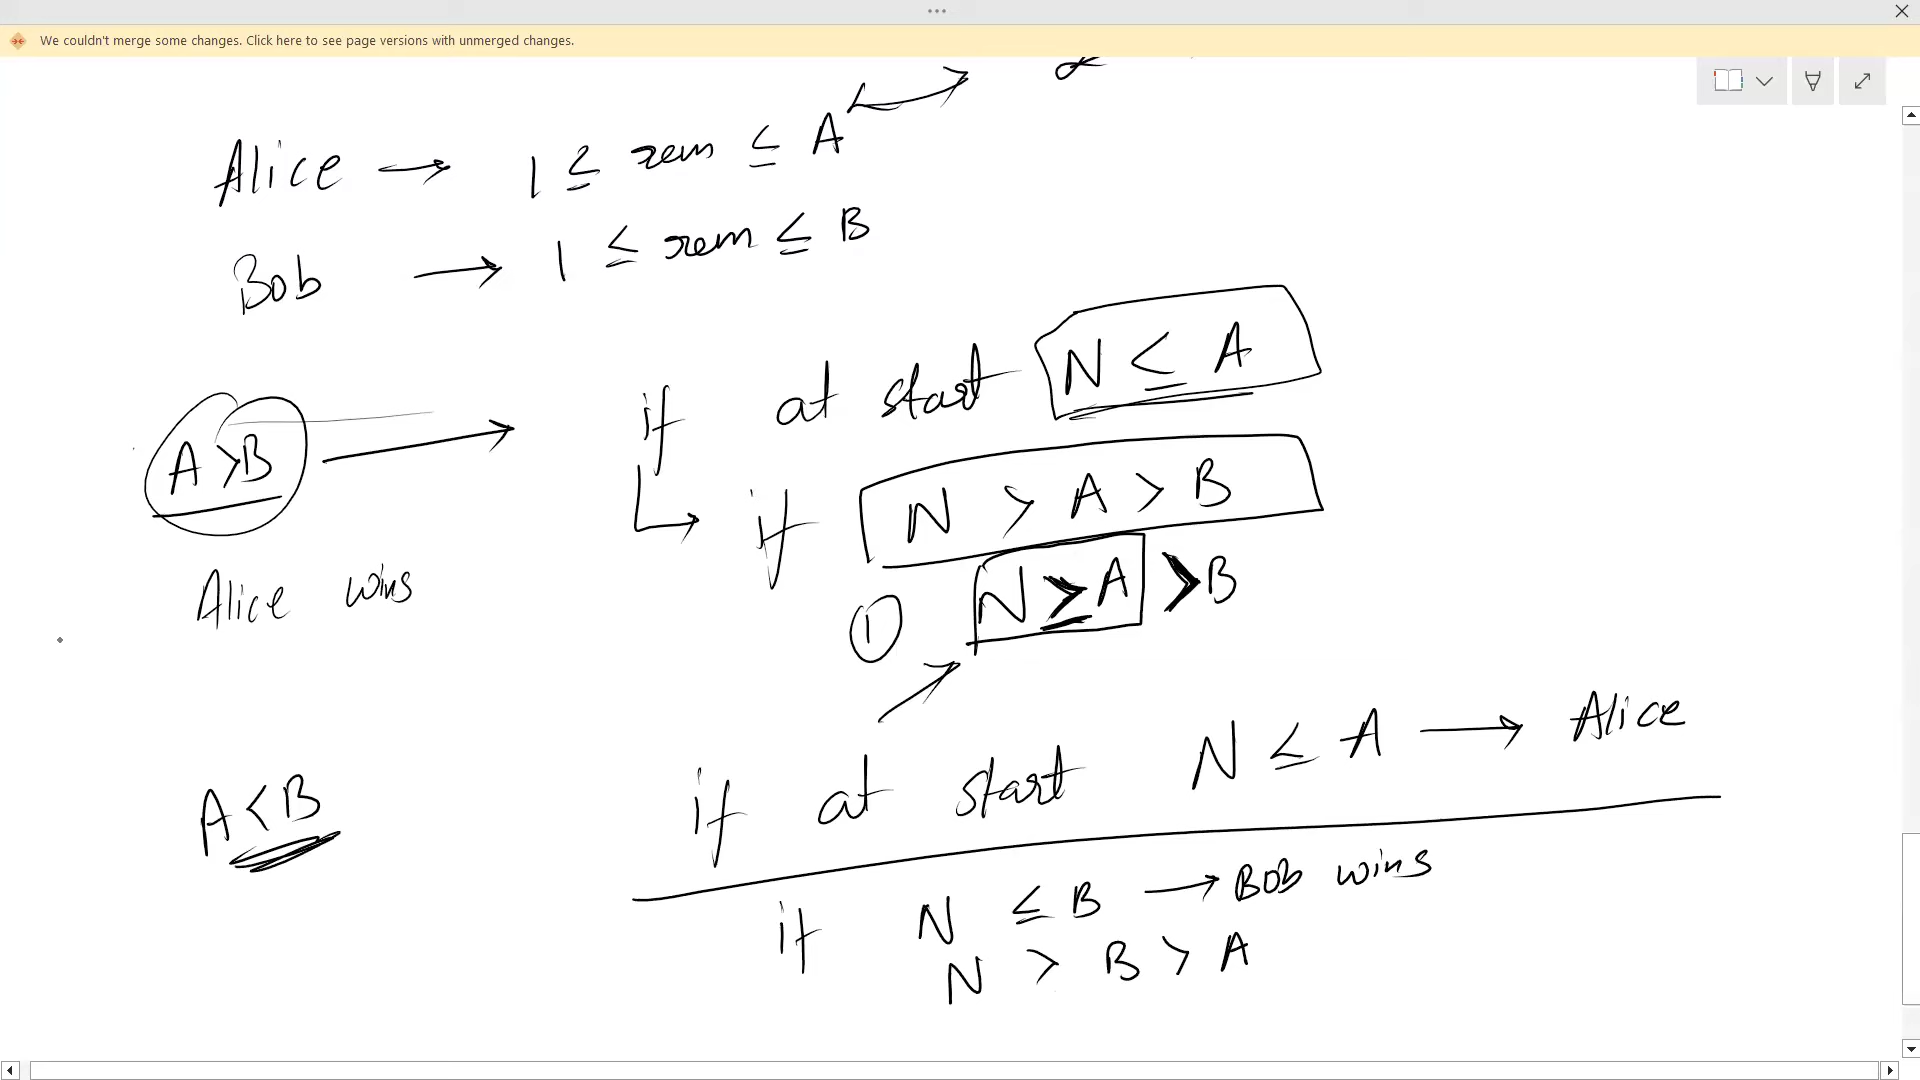 We couldn't merge some changes. Click here to see page versions with unmerged changes.
Alice → 1 ≤ rem ≤ A
Bob → 1 ≤ rem ≤ B
if at start N ≤ A
A > B →
if N > A > B
① N ≥ A > B
Alice wins
if at start N ≤ A → Alice
A < B
if N ≤ B → Bob wins
N > B > A